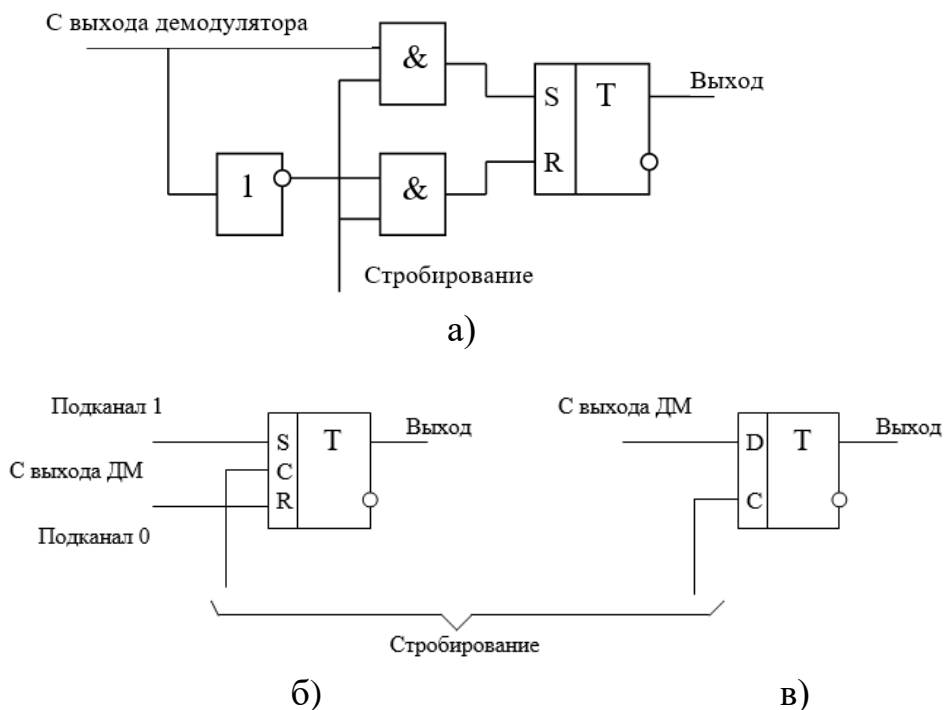 С выхода демодулятора
&
S T Выход
R
1
&
Стробирование
а)
Подканал 1
S T Выход
С выхода ДМ
C
R
Подканал 0
С выхода ДМ
D T Выход
C
Стробирование
б)
в)